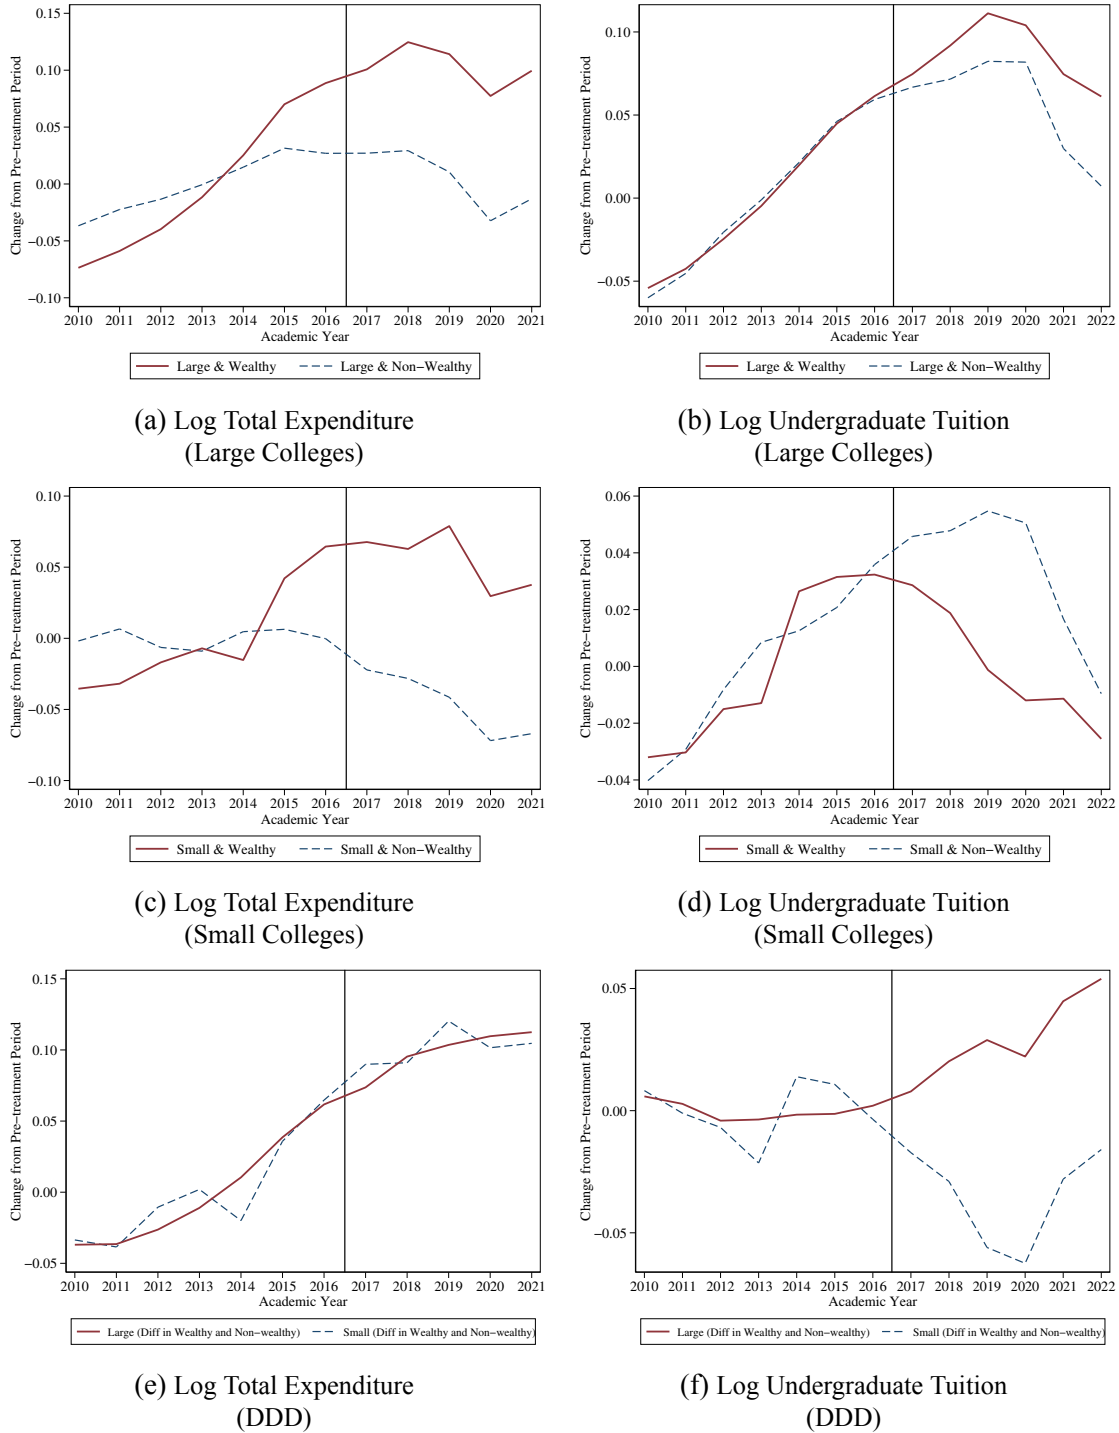 0.15
0.10
0.05
0.00
−0.05
−0.10
Change from Pre−treatment Period
2010 2011 2012 2013 2014 2015 2016 2017 2018 2019 2020 2021
Academic Year
Large & Wealthy Large & Non−Wealthy
(a) Log Total Expenditure
(Large Colleges)
0.10
0.05
0.00
−0.05
Change from Pre−treatment Period
2010 2011 2012 2013 2014 2015 2016 2017 2018 2019 2020 2021 2022
Academic Year
Large & Wealthy Large & Non−Wealthy
(b) Log Undergraduate Tuition
(Large Colleges)
0.10
0.05
0.00
−0.05
−0.10
Change from Pre−treatment Period
2010 2011 2012 2013 2014 2015 2016 2017 2018 2019 2020 2021
Academic Year
Small & Wealthy Small & Non−Wealthy
(c) Log Total Expenditure
(Small Colleges)
0.06
0.04
0.02
0.00
−0.02
−0.04
Change from Pre−treatment Period
2010 2011 2012 2013 2014 2015 2016 2017 2018 2019 2020 2021 2022
Academic Year
Small & Wealthy Small & Non−Wealthy
(d) Log Undergraduate Tuition
(Small Colleges)
0.15
0.10
0.05
0.00
−0.05
Change from Pre−treatment Period
2010 2011 2012 2013 2014 2015 2016 2017 2018 2019 2020 2021
Academic Year
Large (Diff in Wealthy and Non−wealthy) Small (Diff in Wealthy and Non−wealthy)
(e) Log Total Expenditure
(DDD)
0.05
0.00
−0.05
Change from Pre−treatment Period
2010 2011 2012 2013 2014 2015 2016 2017 2018 2019 2020 2021 2022
Academic Year
Large (Diff in Wealthy and Non−wealthy) Small (Diff in Wealthy and Non−wealthy)
(f) Log Undergraduate Tuition
(DDD)